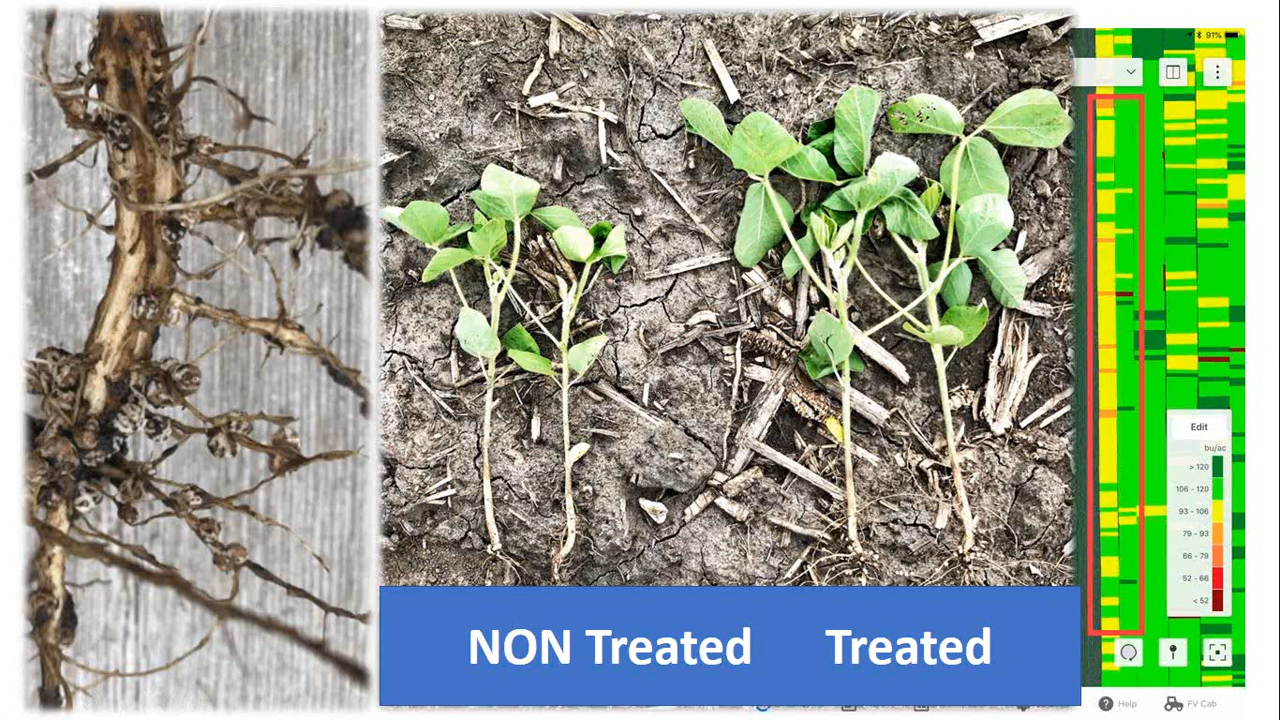 91%
Edit
bu/ac
> 120
106 - 120
93 - 106
79 - 93
66 - 79
52 - 66
< 52
NON Treated Treated
Help FV Cab